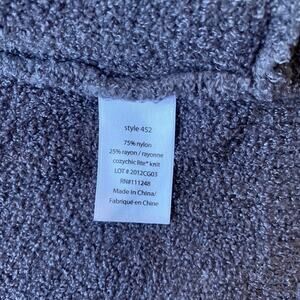 style 452
75% nylon
25% rayon / rayonne
cozychic lite™ knit
LOT # 2012CG03
RN#111248
Made in China/
Fabriqué en Chine